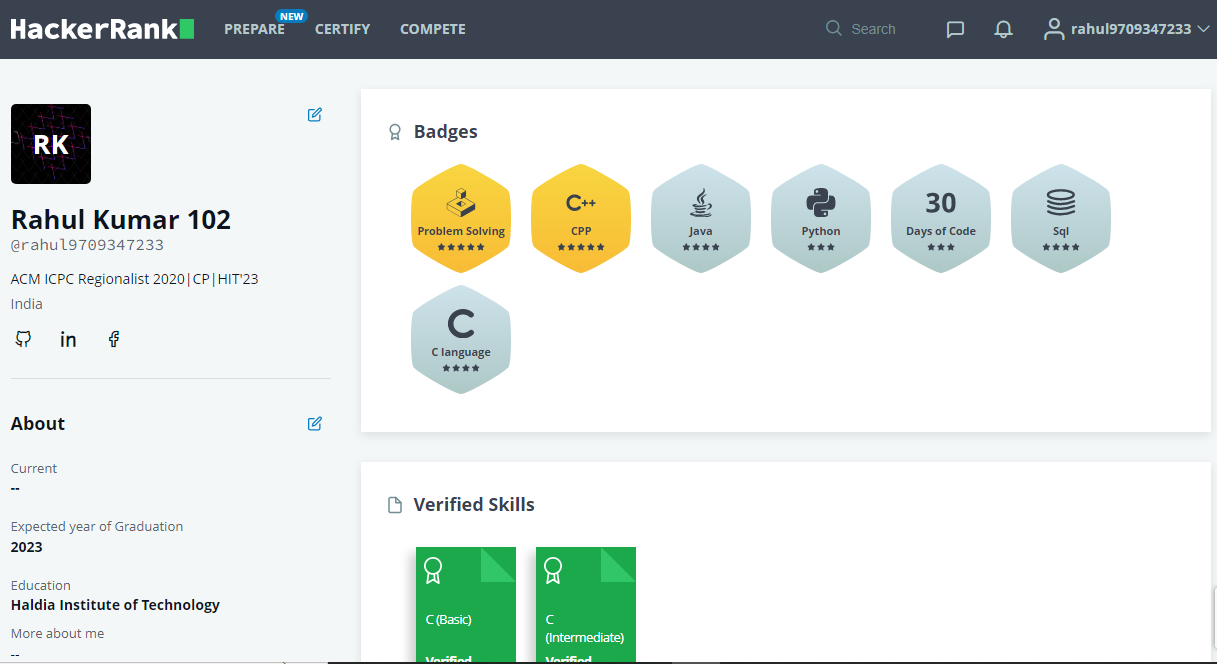 HackerRank
PREPARE NEW CERTIFY COMPETE
Search
rahul9709347233
RK
Rahul Kumar 102
@rahul9709347233
ACM ICPC Regionalist 2020|CP|HIT'23
India
in
About
Current
--
Expected year of Graduation
2023
Education
Haldia Institute of Technology
More about me
--
Badges
Problem Solving
C++
CPP
Java
Python
30
Days of Code
Sql
C
C language
Verified Skills
C (Basic)
Verified
C
(Intermediate)
Verified